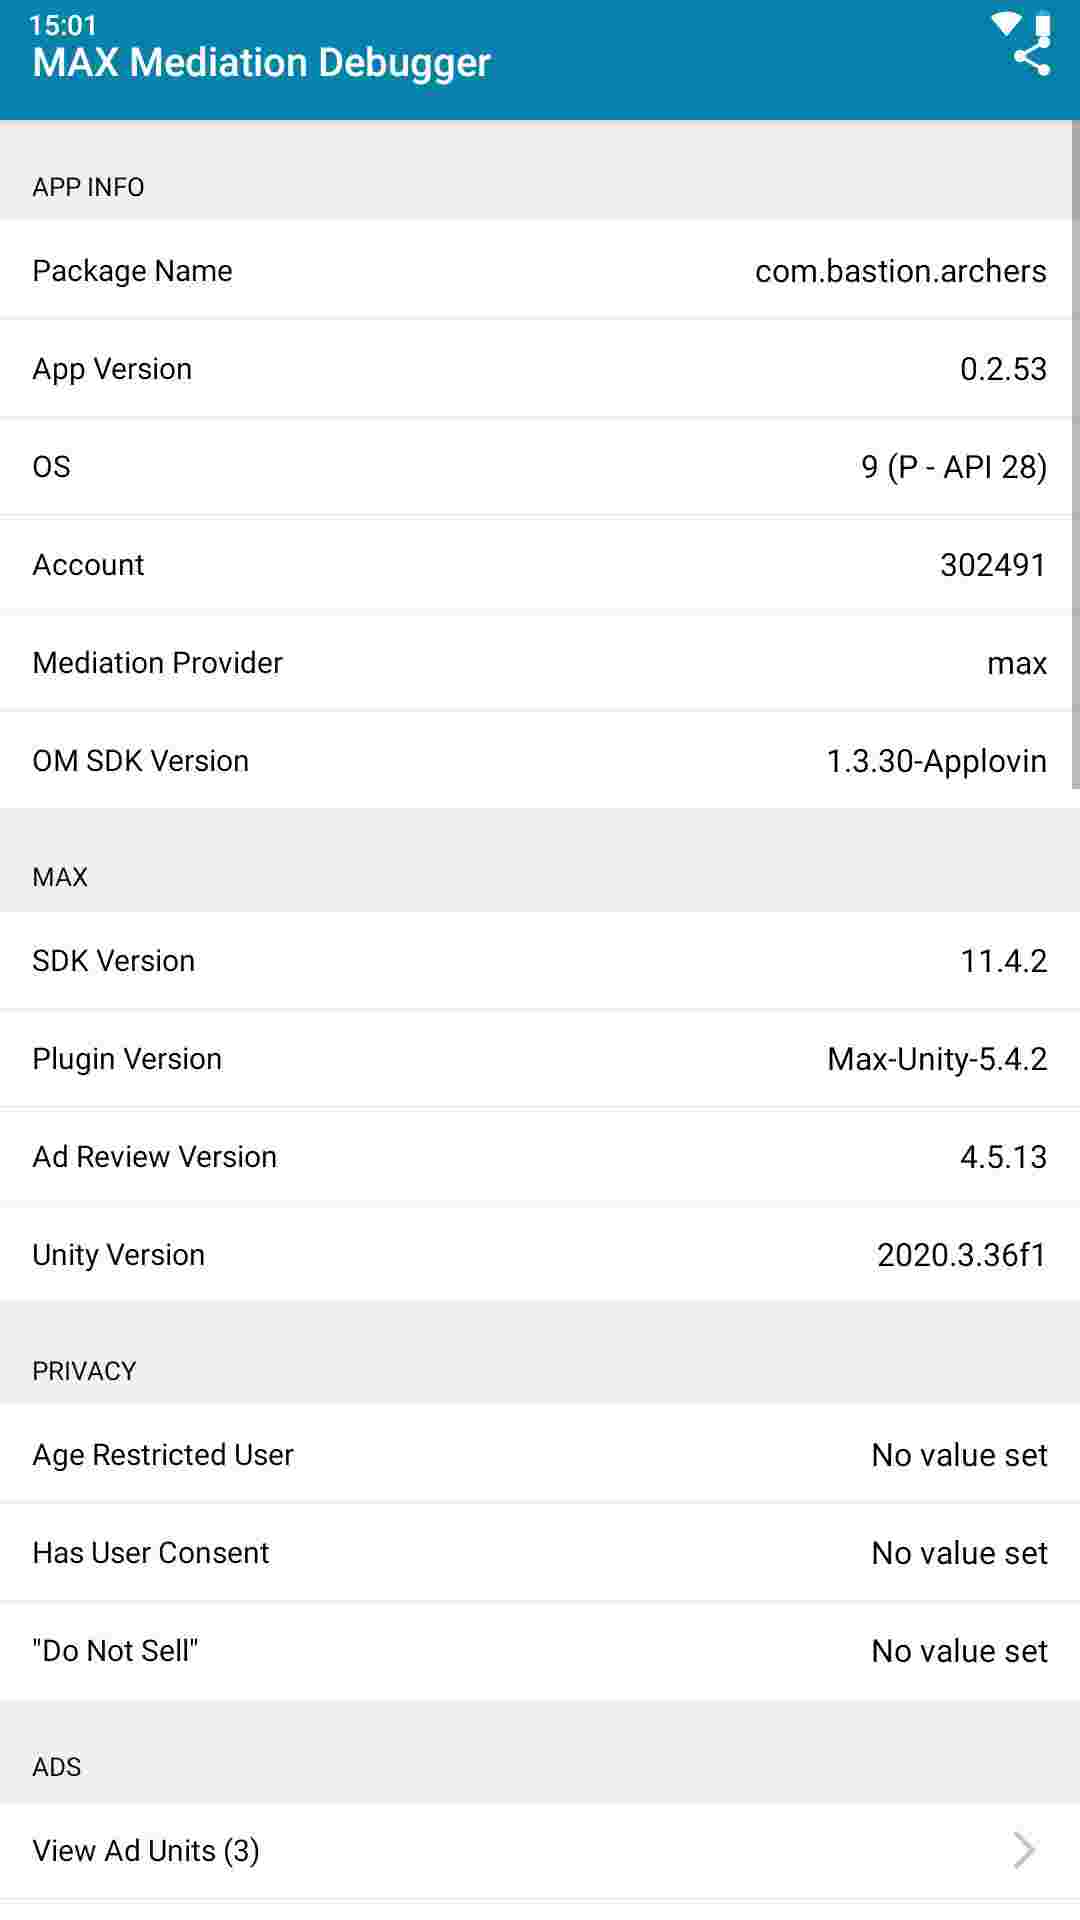 15:01
MAX Mediation Debugger
APP INFO
Package Name com.bastion.archers
App Version 0.2.53
OS 9 (P - API 28)
Account 302491
Mediation Provider max
OM SDK Version 1.3.30-Applovin
MAX
SDK Version 11.4.2
Plugin Version Max-Unity-5.4.2
Ad Review Version 4.5.13
Unity Version 2020.3.36f1
PRIVACY
Age Restricted User No value set
Has User Consent No value set
"Do Not Sell" No value set
ADS
View Ad Units (3)